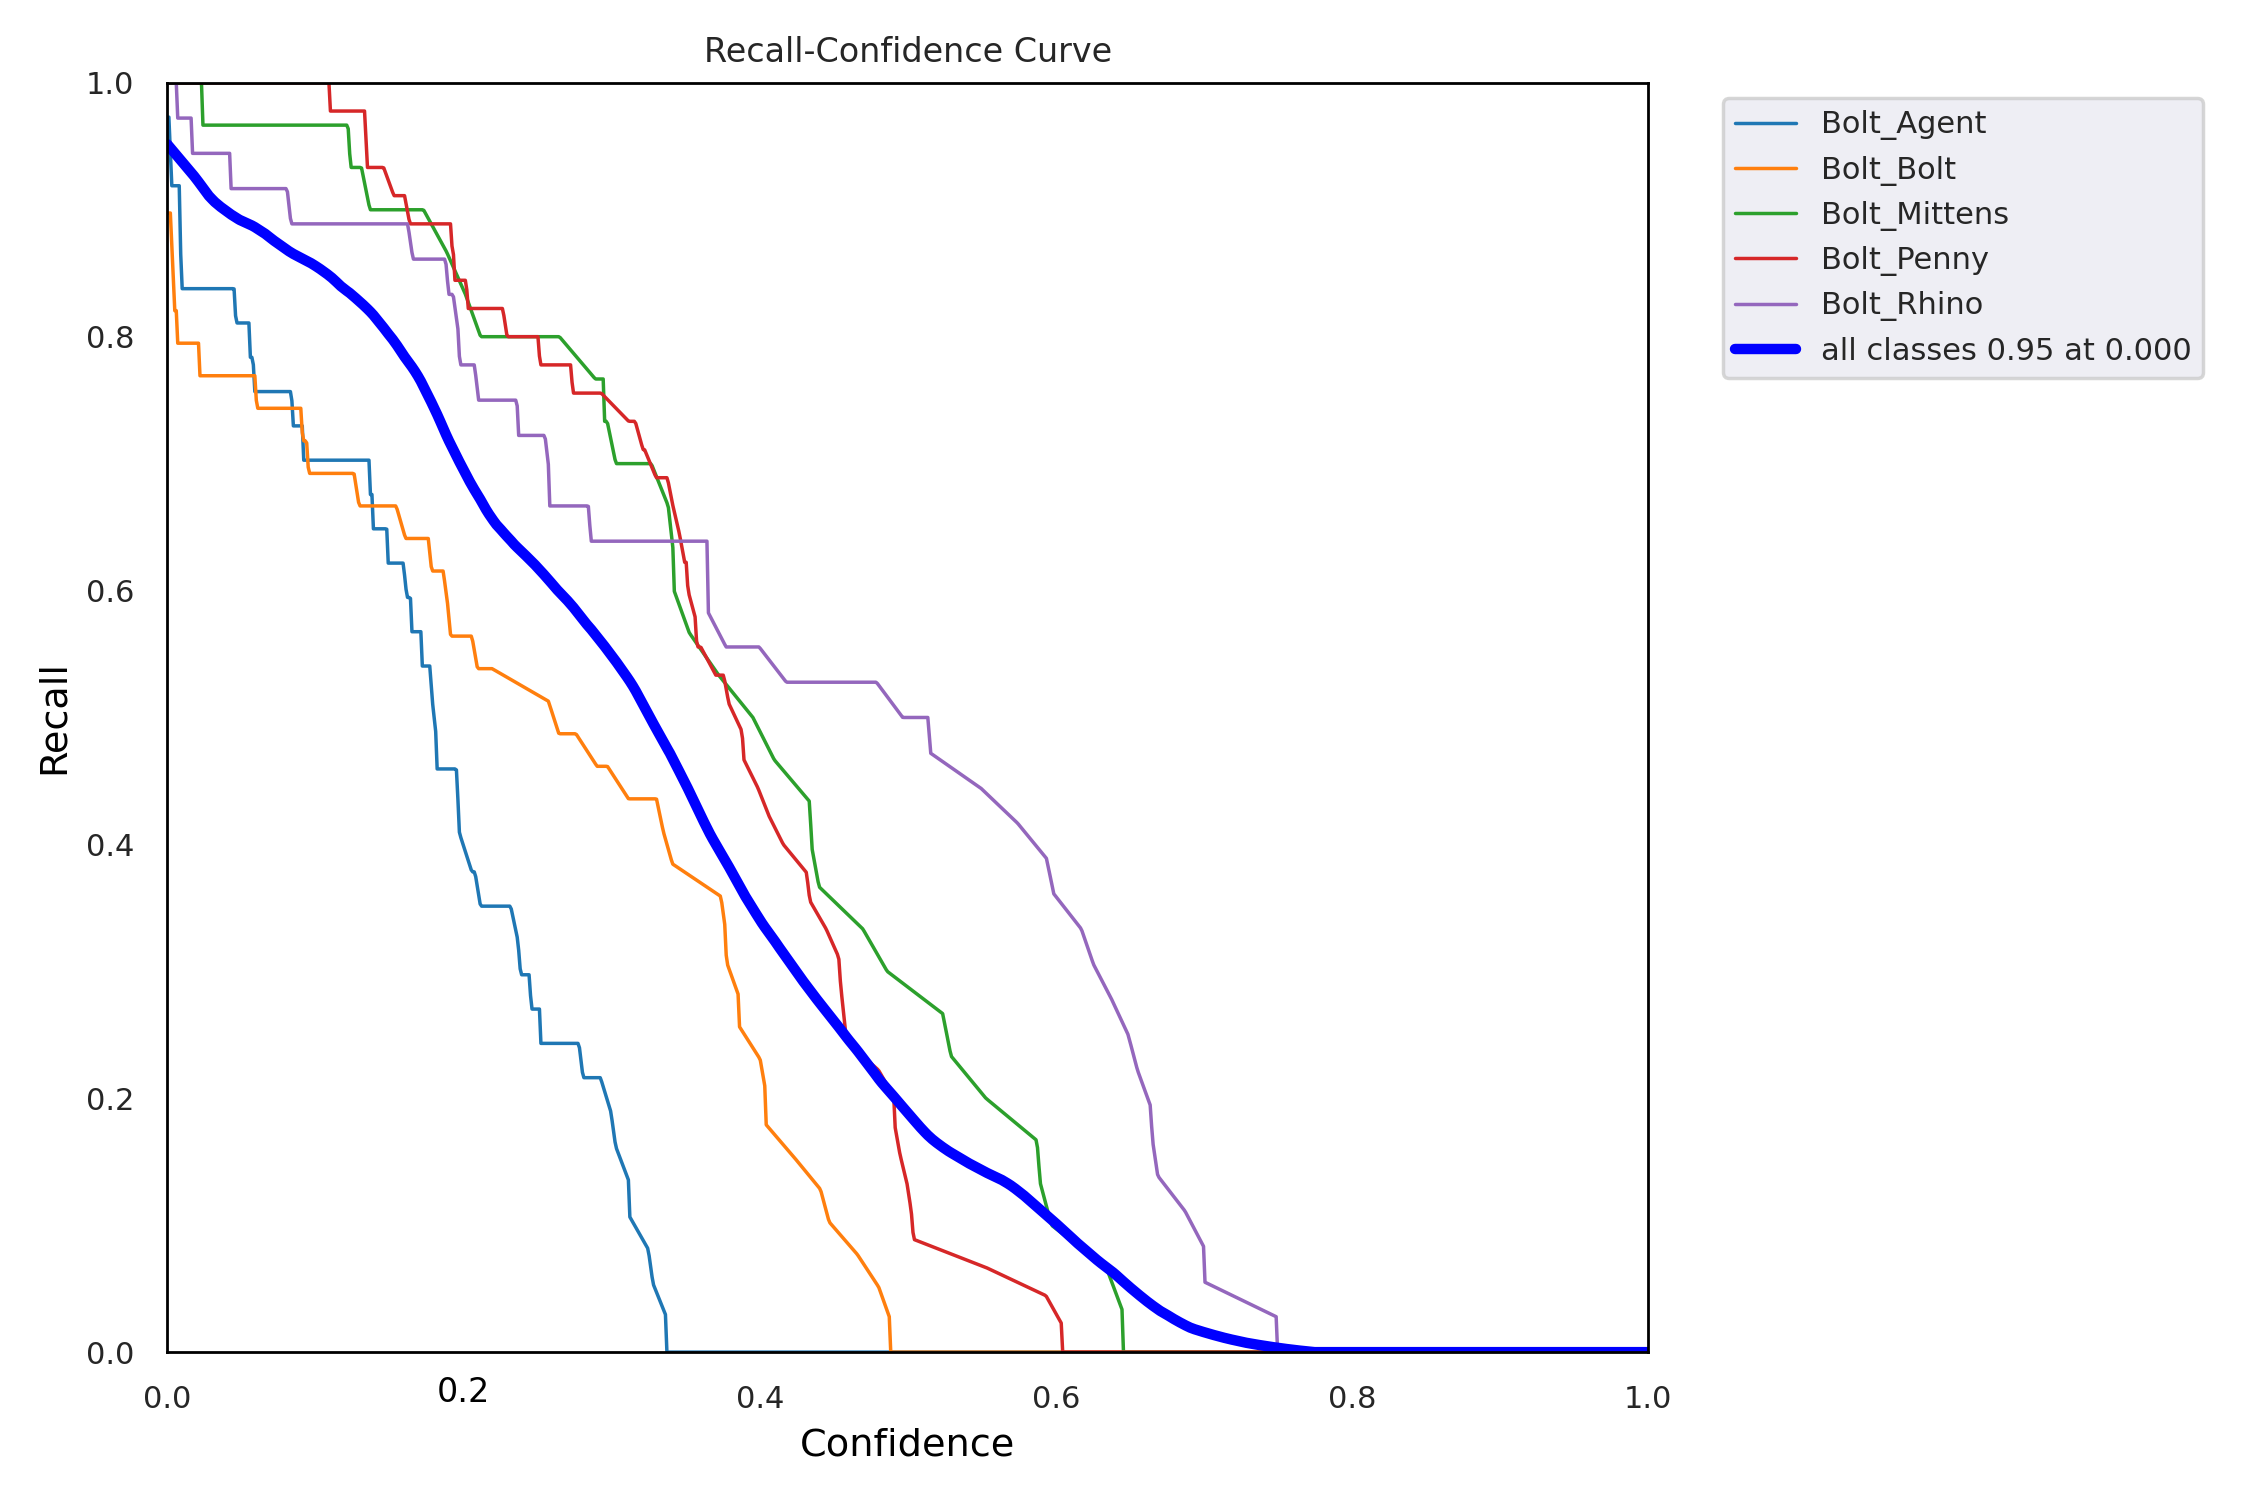 Recall-Confidence Curve
1.0
0.8
0.6
0.4
0.2
0.0
Recall
0.0 0.2 0.4 0.6 0.8 1.0
Confidence
Bolt_Agent
Bolt_Bolt
Bolt_Mittens
Bolt_Penny
Bolt_Rhino
all classes 0.95 at 0.000